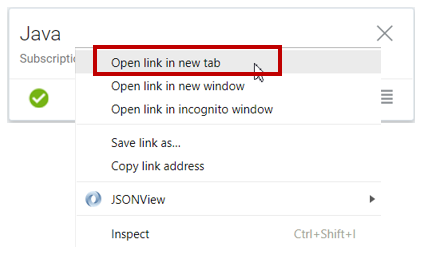 Java
Subscriptio
Open link in new tab
Open link in new window
Open link in incognito window
Save link as...
Copy link address
JSONView
Inspect Ctrl+Shift+I